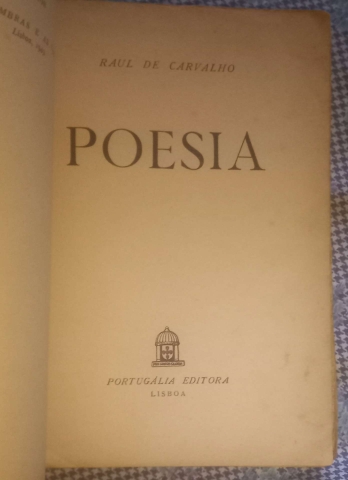 RAUL DE CARVALHO
POESIA
PORTUGÁLIA EDITORA
LISBOA